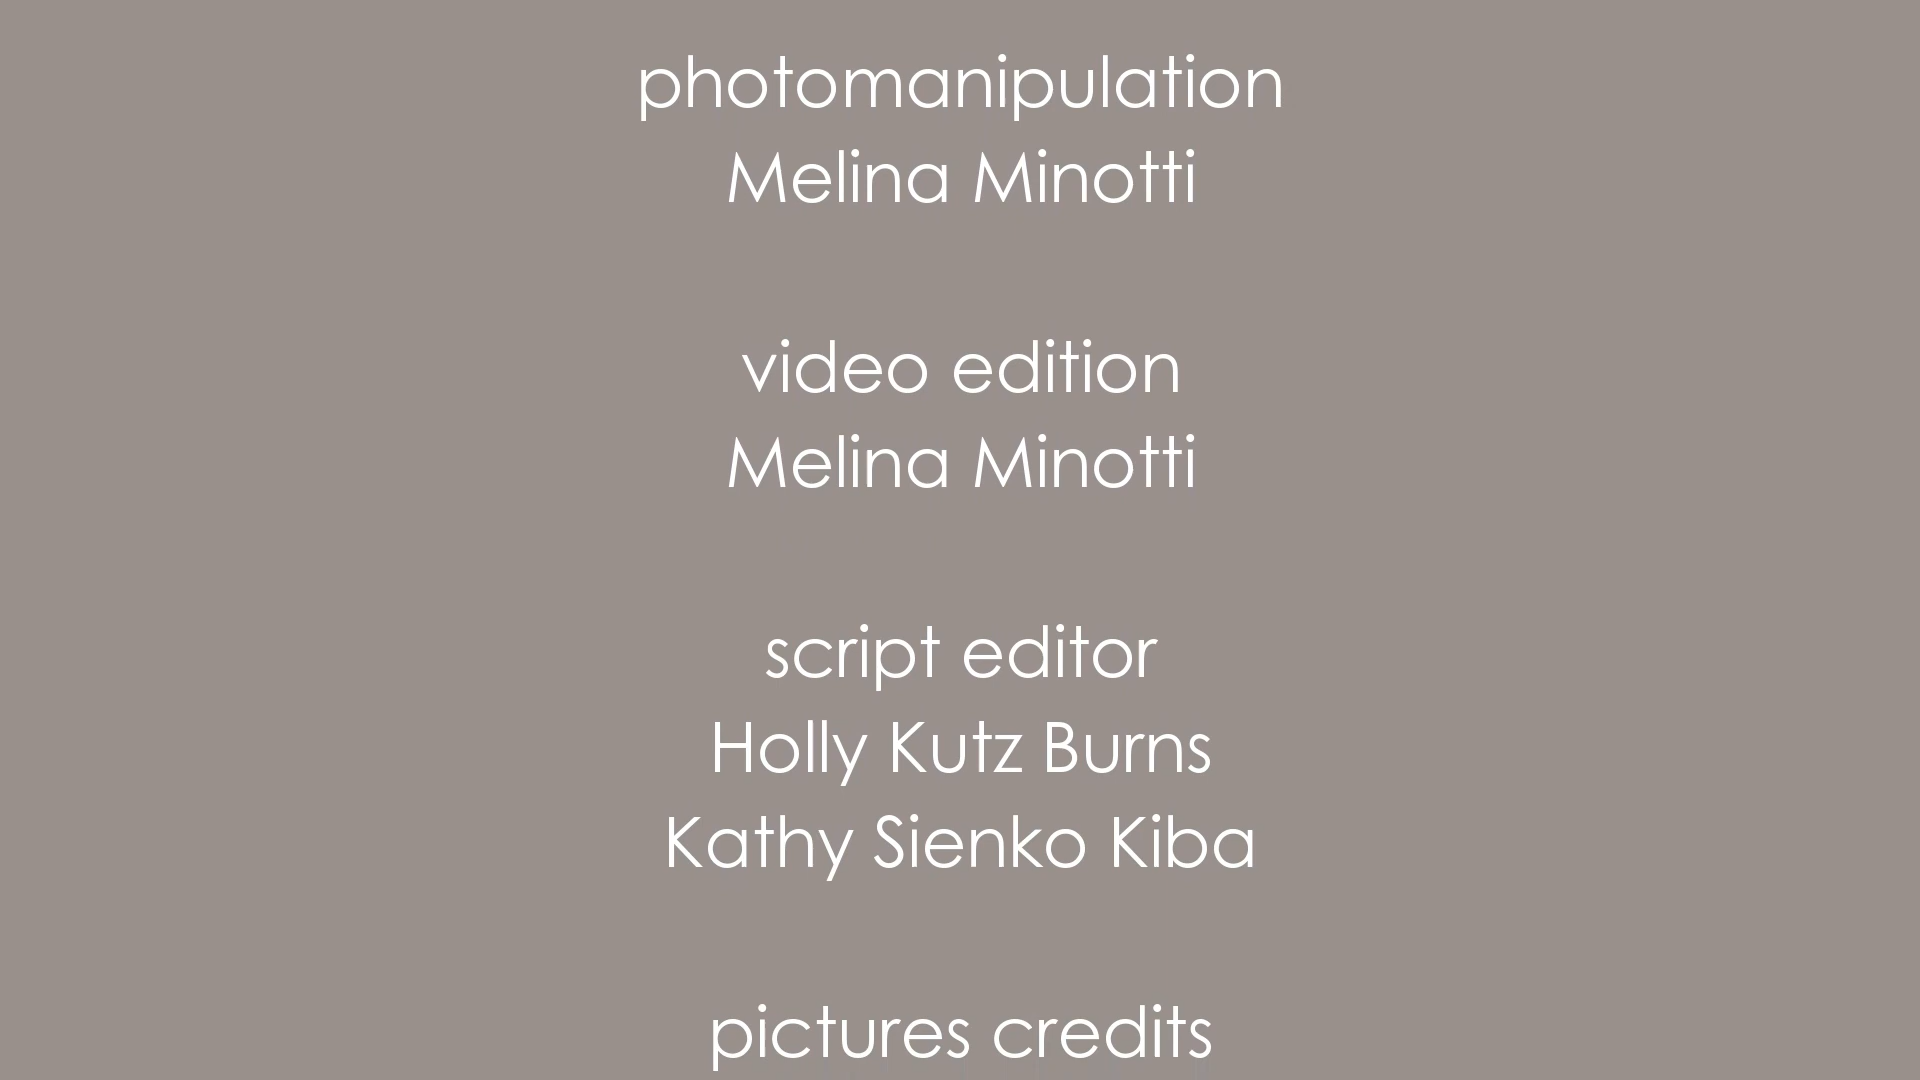 photomanipulation
Melina Minotti
video edition
Melina Minotti
script editor
Holly Kutz Burns
Kathy Sienko Kiba
pictures credits